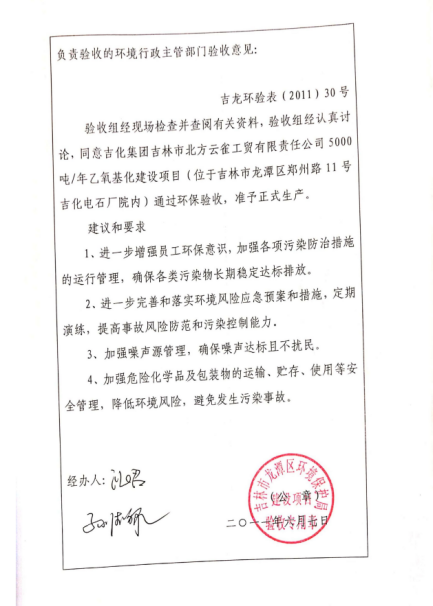 负责验收的环境行政主管部门验收意见:
吉龙环验表(2011)30号
验收组经现场检查并查阅有关资料,验收组经认真讨
论,同意吉化集团吉林市北方云雀工贸有限责任公司5000
吨/年乙氧基化建设项目(位于吉林市龙潭区郑州路11号
吉化电石厂院内)通过环保验收,准予正式生产。
建议和要求
1、进一步增强员工环保意识,加强各项污染防治措施
的运行管理,确保各类污染物长期稳定达标排放。
2、进一步完善和落实环境风险应急预案和措施,定期
演练,提高事故风险防范和污染控制能力。
3、加强噪声源管理,确保噪声达标且不扰民。
4、加强危险化学品及包装物的运输、贮存、使用等安
全管理,降低环境风险,避免发生污染事故。
经办人:
吉林市龙潭区环境保护局
(公 章)
建设项目
验收专用章
二〇一一年六月七日